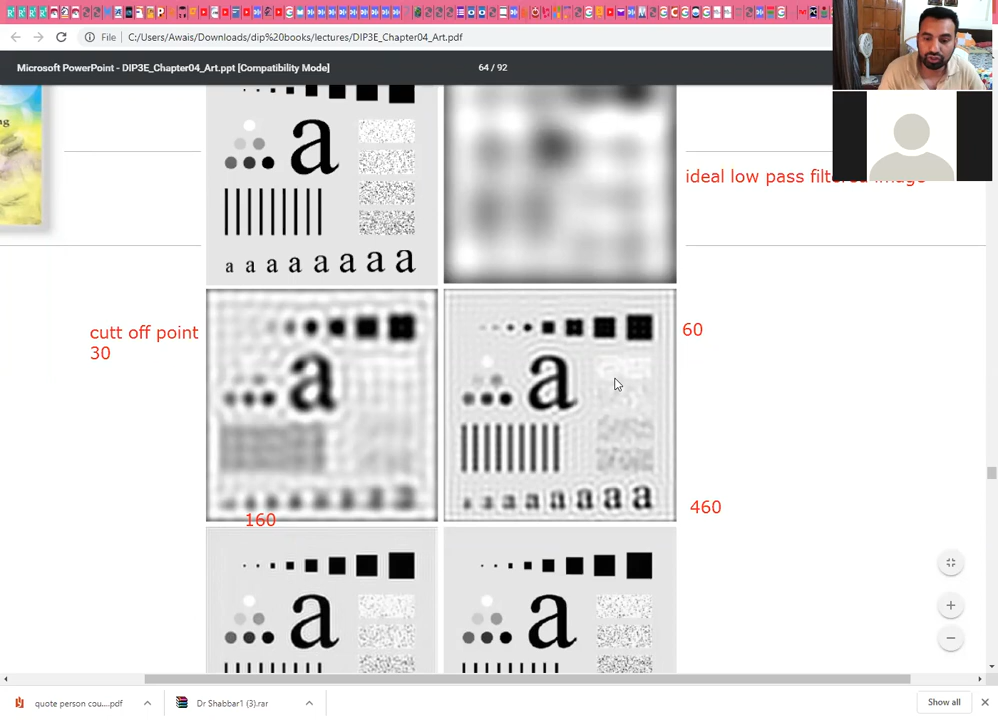 File
C:/Users/Awais/Downloads/dip%20books/lectures/DIP3E_Chapter04_Art.pdf
Microsoft PowerPoint - DIP3E_Chapter04_Art.ppt [Compatibility Mode]
64 / 92
ng
a
a a a a a a a a
ideal low pass filtered image
cutt off point
30
a
60
a
a a a a a a a a
160
460
a
a
quote person cou....pdf
Dr Shabbar1 (3).rar
Show all